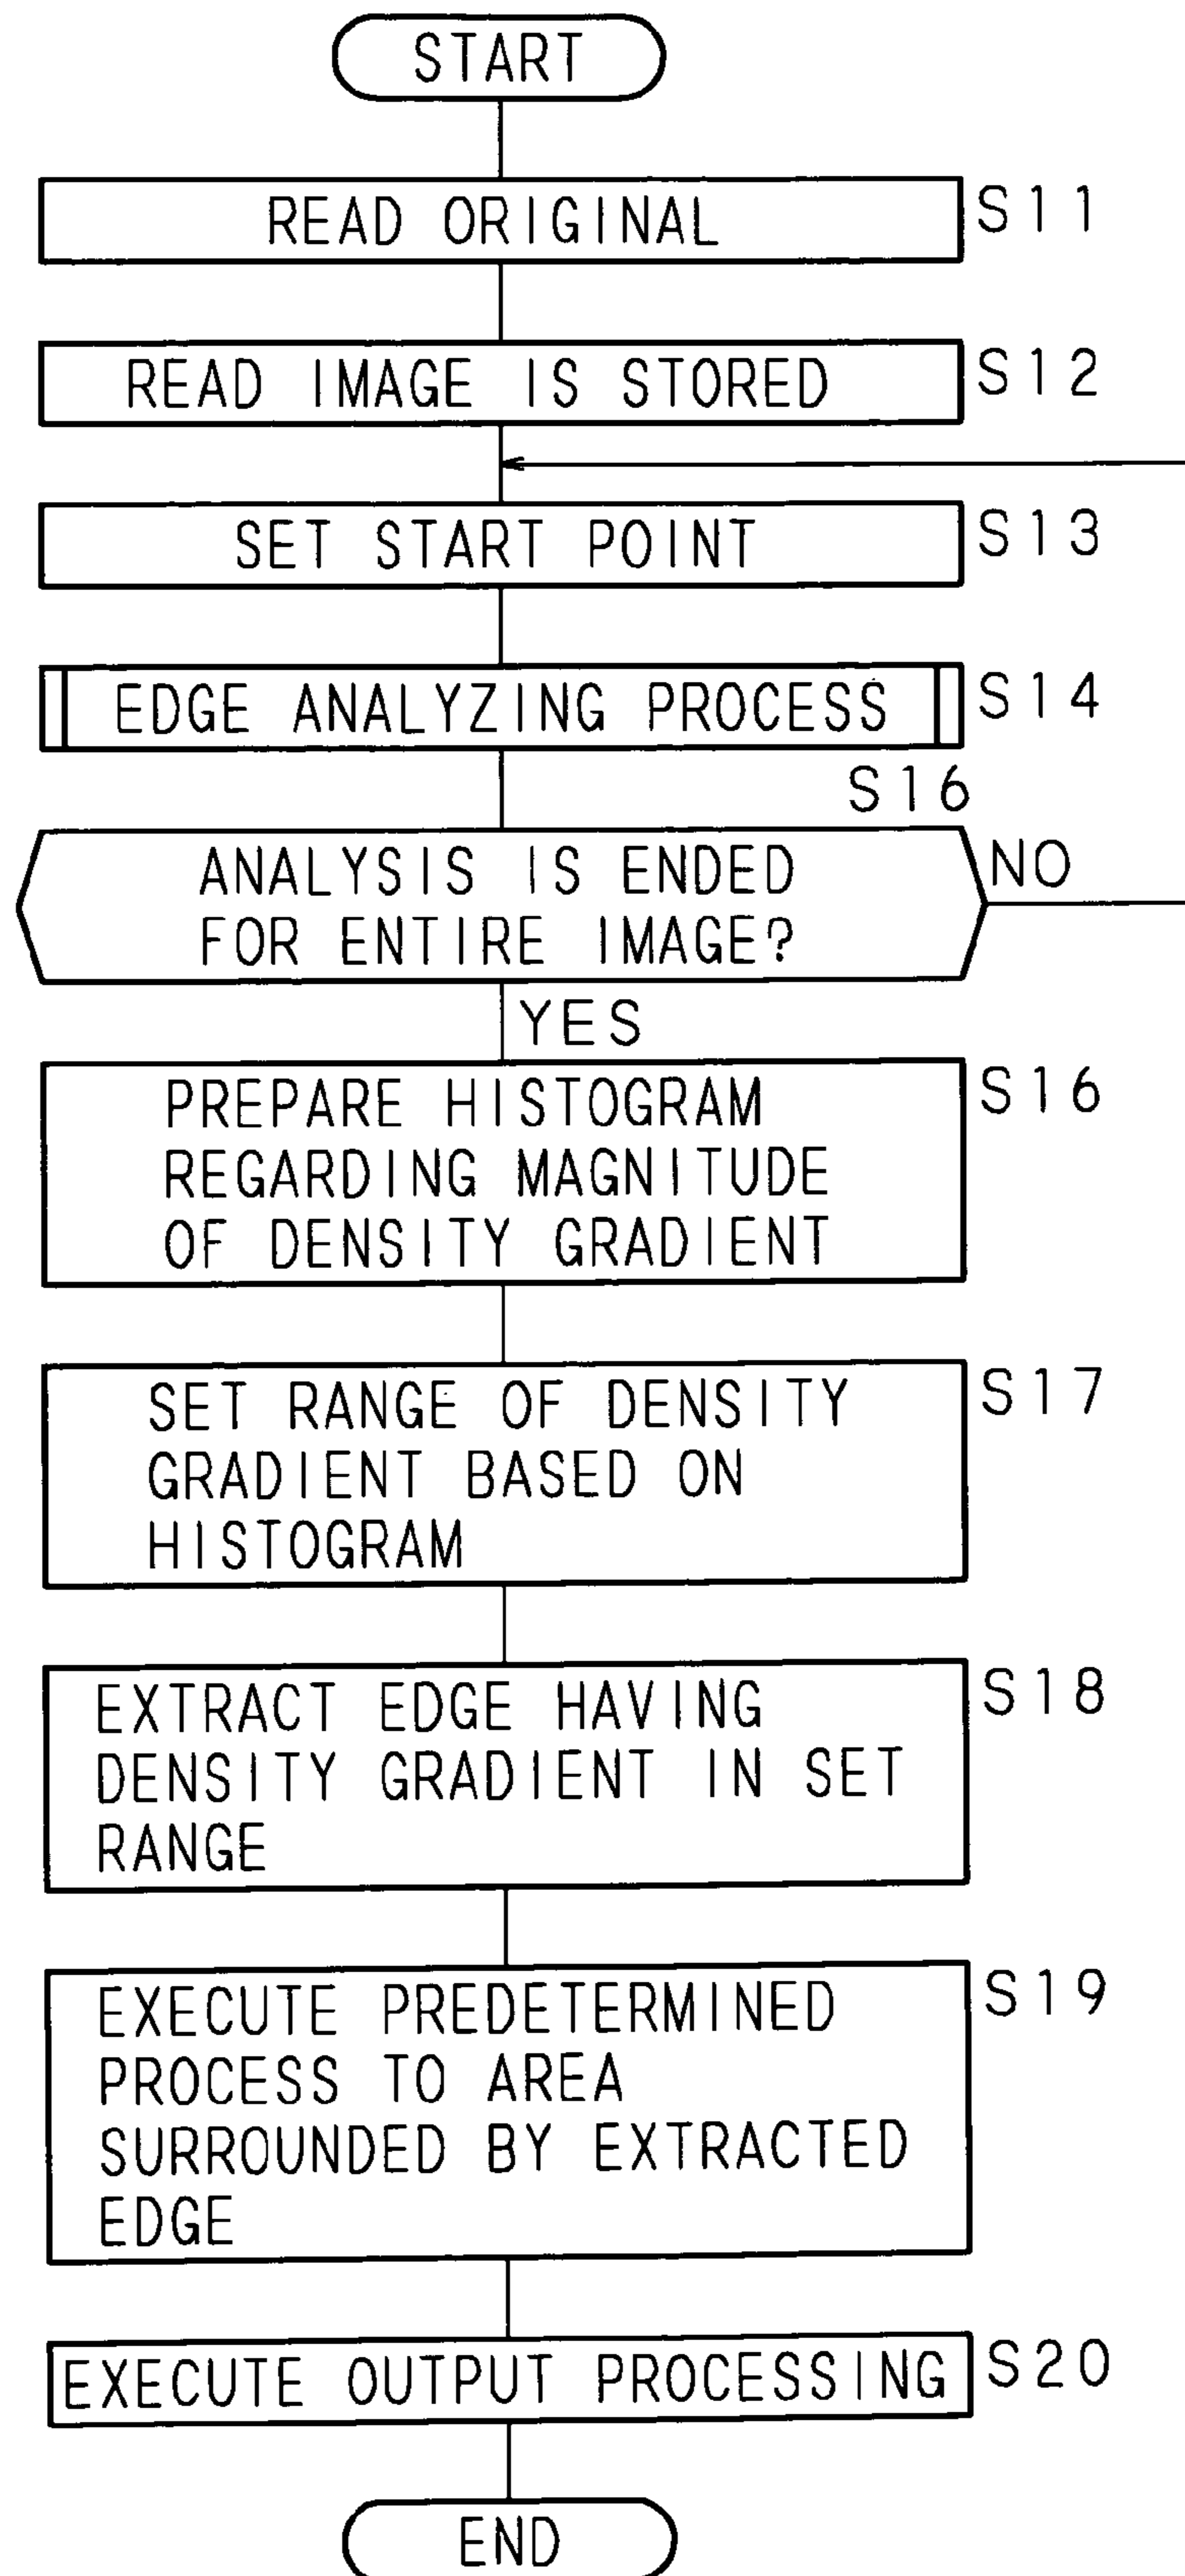 START
READ ORIGINAL
S11
READ IMAGE IS STORED
S12
SET START POINT
S13
EDGE ANALYZING PROCESS
S14
S16
ANALYSIS IS ENDED
FOR ENTIRE IMAGE?
NO
YES
PREPARE HISTOGRAM
REGARDING MAGNITUDE
OF DENSITY GRADIENT
S16
SET RANGE OF DENSITY
GRADIENT BASED ON
HISTOGRAM
S17
EXTRACT EDGE HAVING
DENSITY GRADIENT IN SET
RANGE
S18
EXECUTE PREDETERMINED
PROCESS TO AREA
SURROUNDED BY EXTRACTED
EDGE
S19
EXECUTE OUTPUT PROCESSING
S20
END